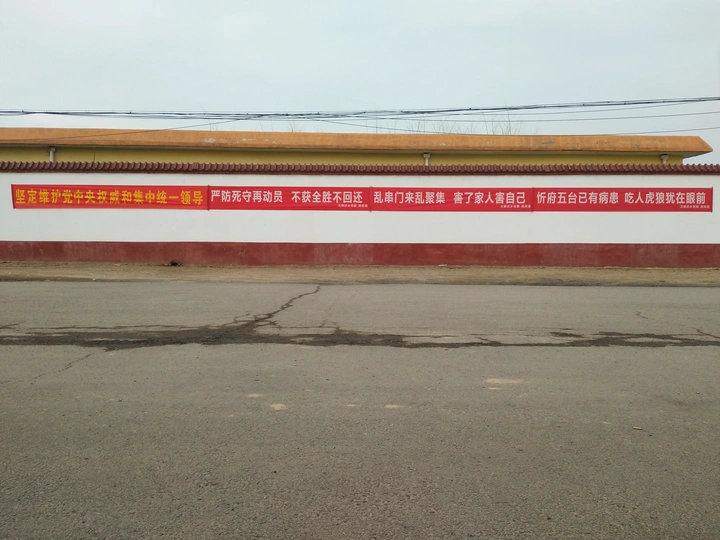 坚定维护党中央权威和集中统一领导
严防死守再动员 不获全胜不回还
乱串门来乱聚集 害了家人害自己
忻府五台已有病患 吃人虎狼犹在眼前